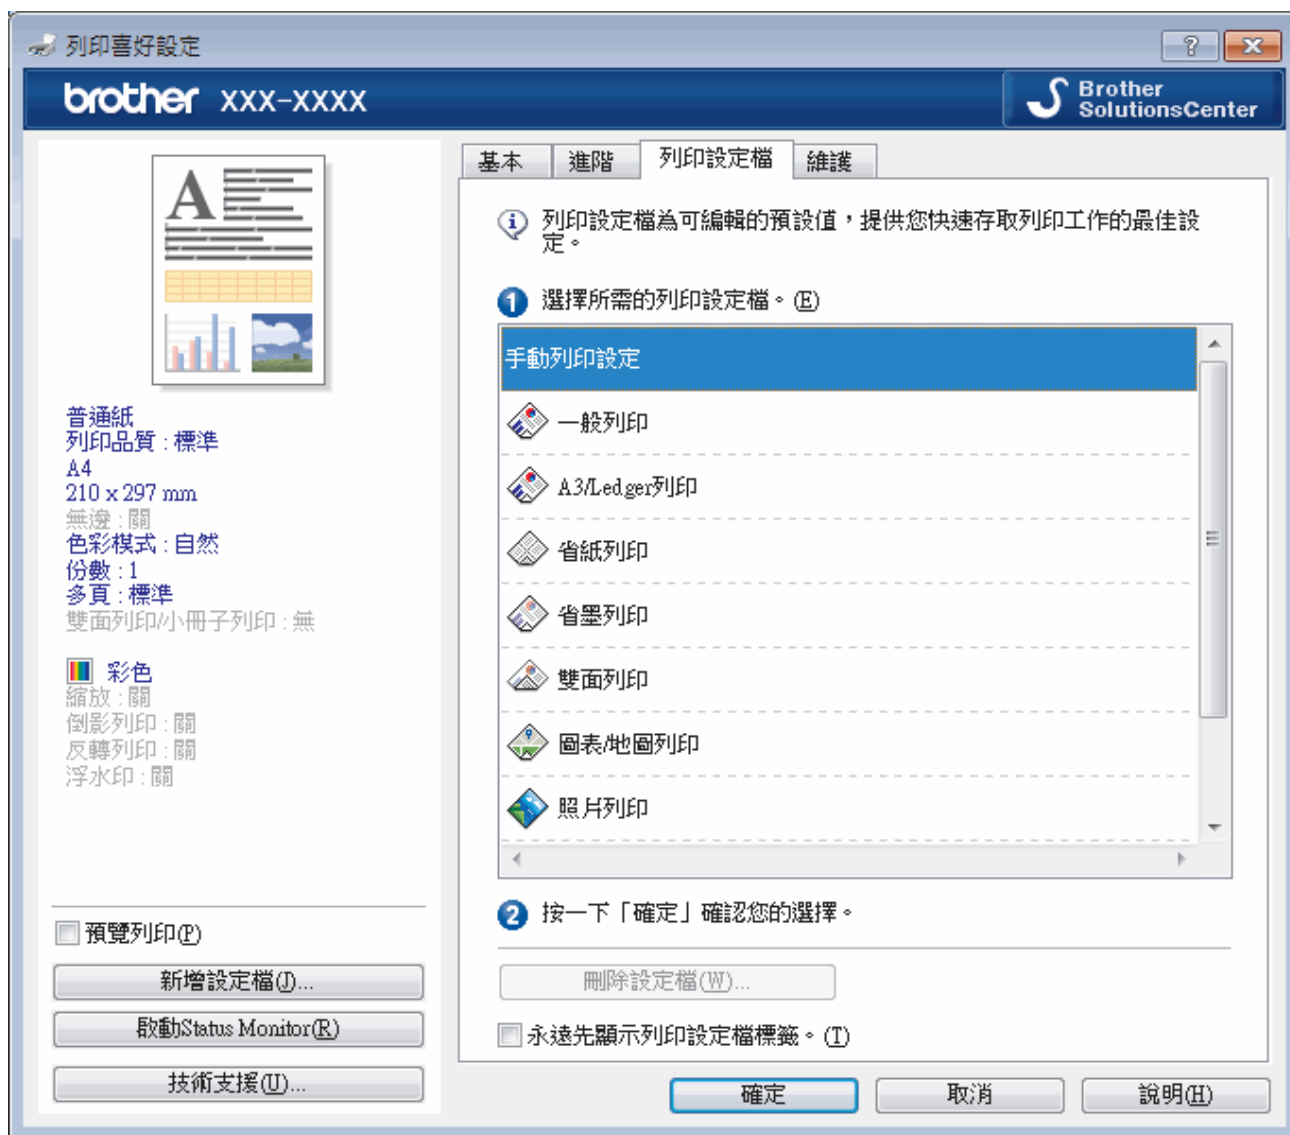 列印喜好設定
brother XXX-XXXX
Brother
SolutionsCenter
普通紙
列印品質 : 標準
A4
210 x 297 mm
無邊 : 關
色彩模式 : 自然
份數 : 1
多頁 : 標準
雙面列印/小冊子列印 : 無
彩色
縮放 : 關
倒影列印 : 關
反轉列印 : 關
浮水印 : 關
預覽列印(P)
新增設定檔(J)...
啟動Status Monitor(R)
技術支援(U)...
基本 進階 列印設定檔 維護
列印設定檔為可編輯的預設值，提供您快速存取列印工作的最佳設
定。
1 選擇所需的列印設定檔。(E)
手動列印設定
一般列印
A3/Ledger列印
省紙列印
省墨列印
雙面列印
圖表/地圖列印
照片列印
2 按一下「確定」確認您的選擇。
刪除設定檔(W)...
永遠先顯示列印設定檔標籤。(T)
確定 取消 說明(H)